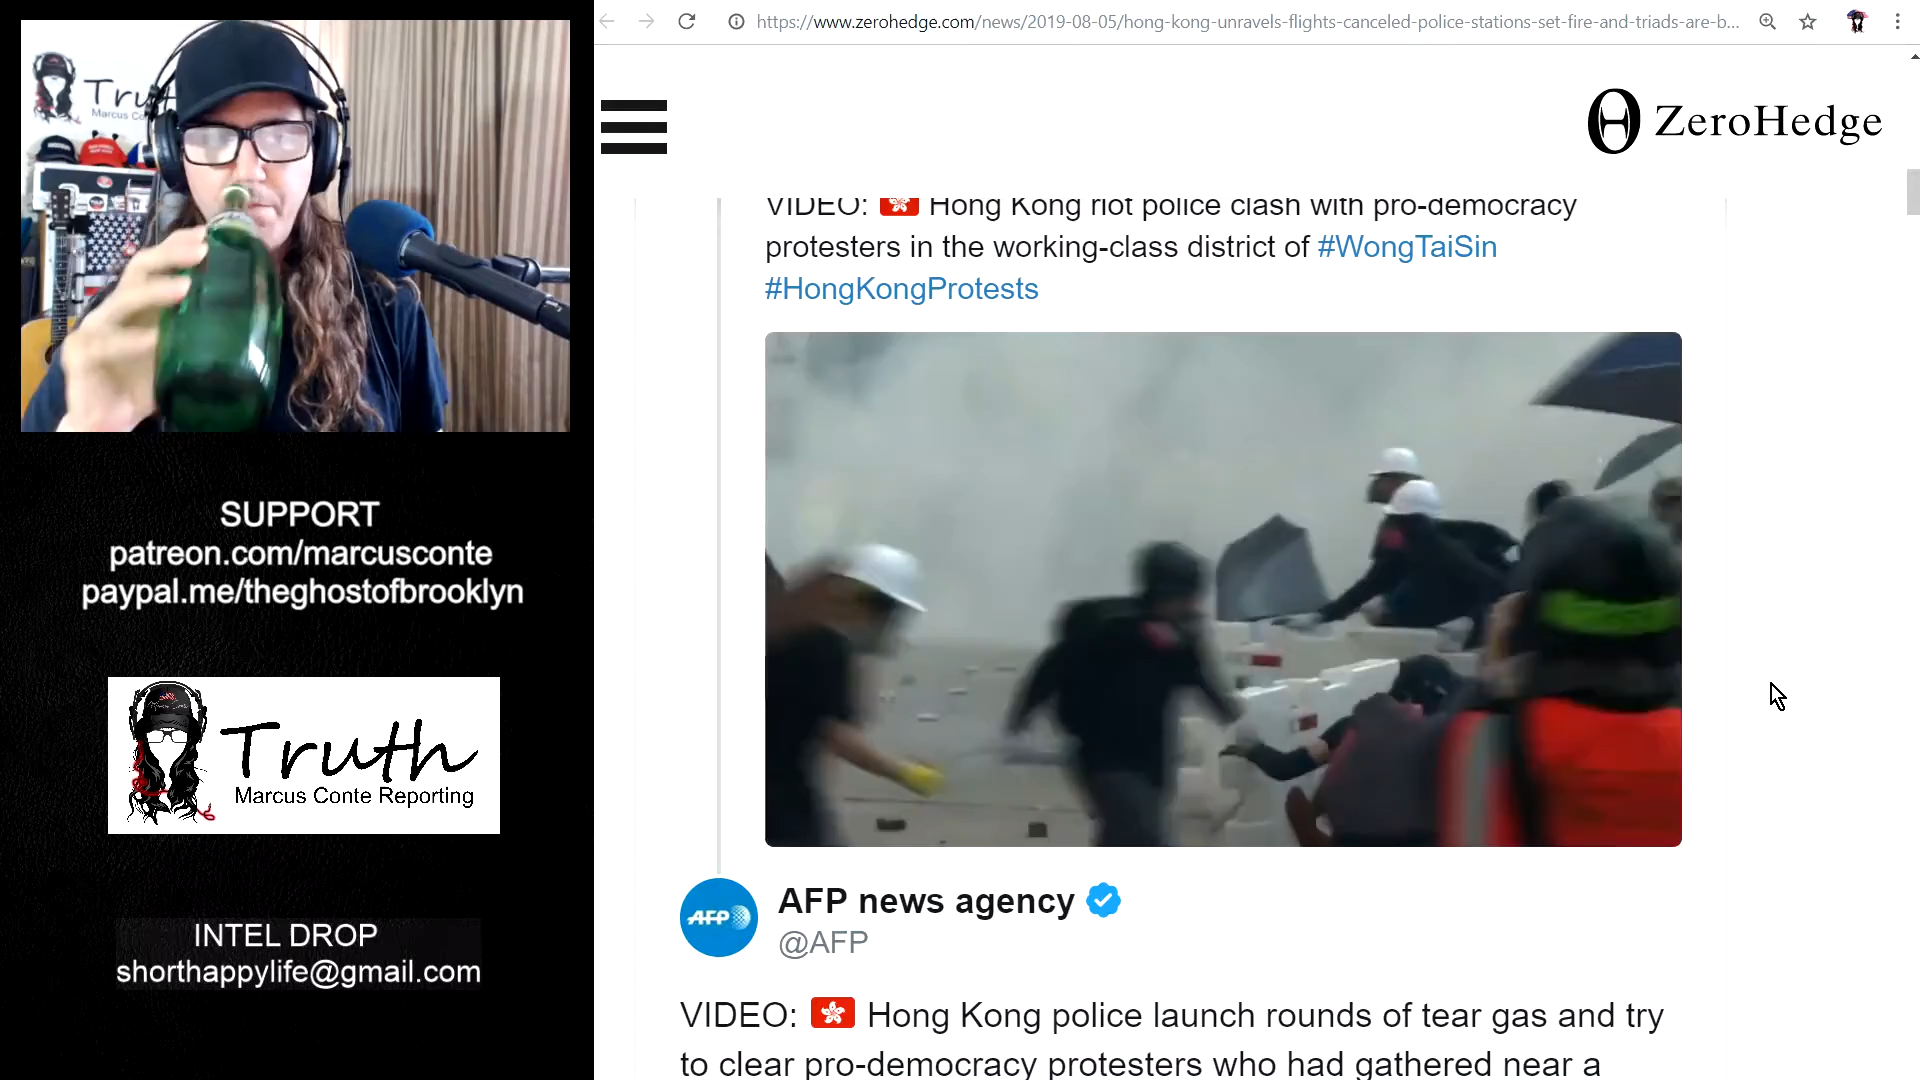 https://www.zerohedge.com/news/2019-08-05/hong-kong-unravels-flights-canceled-police-stations-set-fire-and-triads-are-b...
ZeroHedge
VIDEO: Hong Kong riot police clash with pro-democracy
protesters in the working-class district of #WongTaiSin
#HongKongProtests
AFP
AFP news agency
@AFP
VIDEO: Hong Kong police launch rounds of tear gas and try
to clear pro-democracy protesters who had gathered near a
SUPPORT
patreon.com/marcusconte
paypal.me/theghostofbrooklyn
Truth
Marcus Conte Reporting
INTEL DROP
shorthappylife@gmail.com